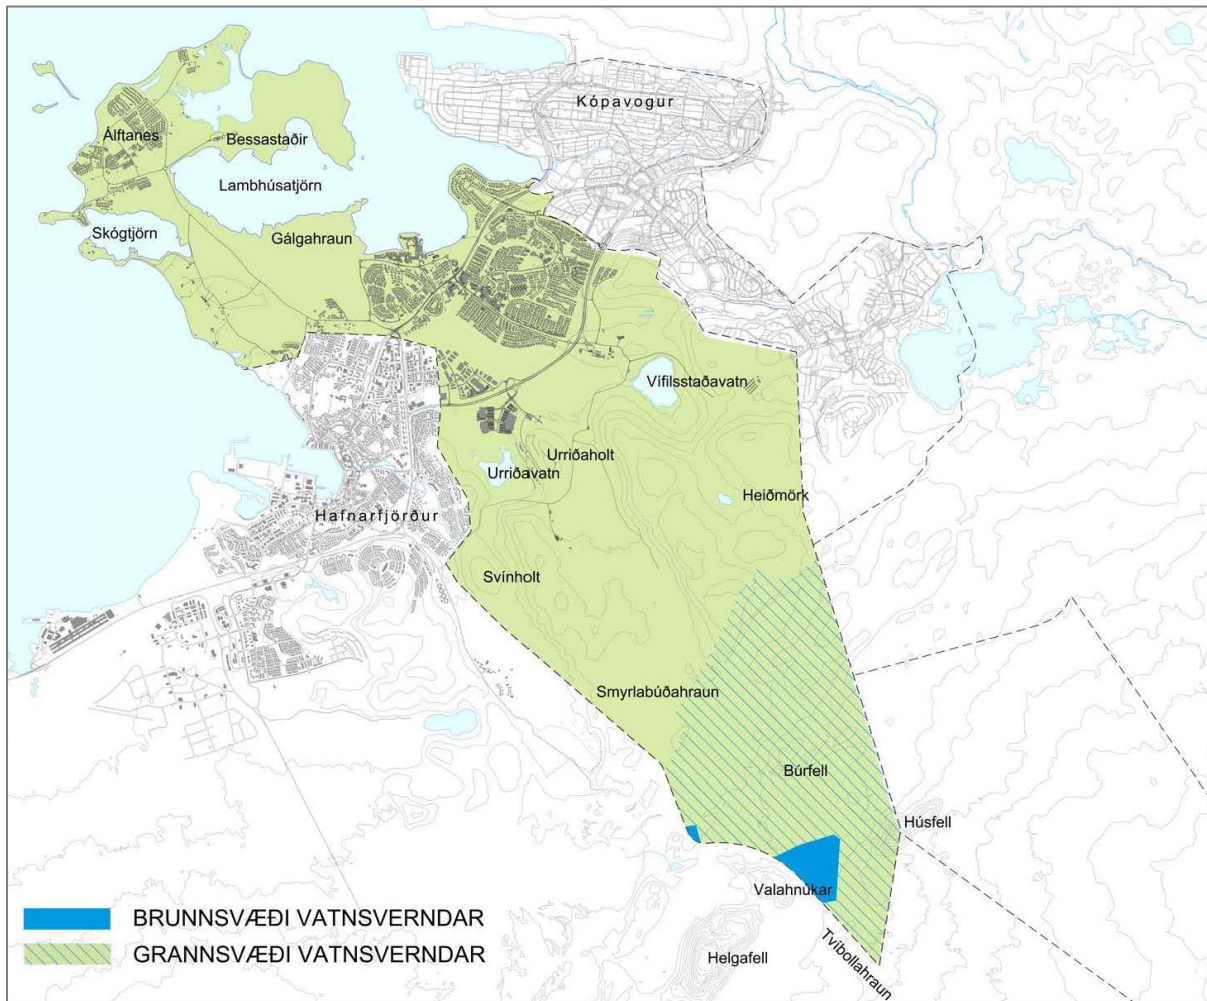 Kópavogur
Álftanes
Bessastaðir
Lambhúsatjörn
Skógtjörn
Gálgahraun
Vífilsstaðavatn
Urriðaholt
Urriðavatn
Heiðmörk
Hafnarfjörður
Svínholt
Smyrlabúðahraun
Búrfell
Húsfell
Valahnúkar
BRUNNSVÆÐI VATNSVERNDAR
GRANNSVÆÐI VATNSVERNDAR
Helgafell
Tvíbollahraun